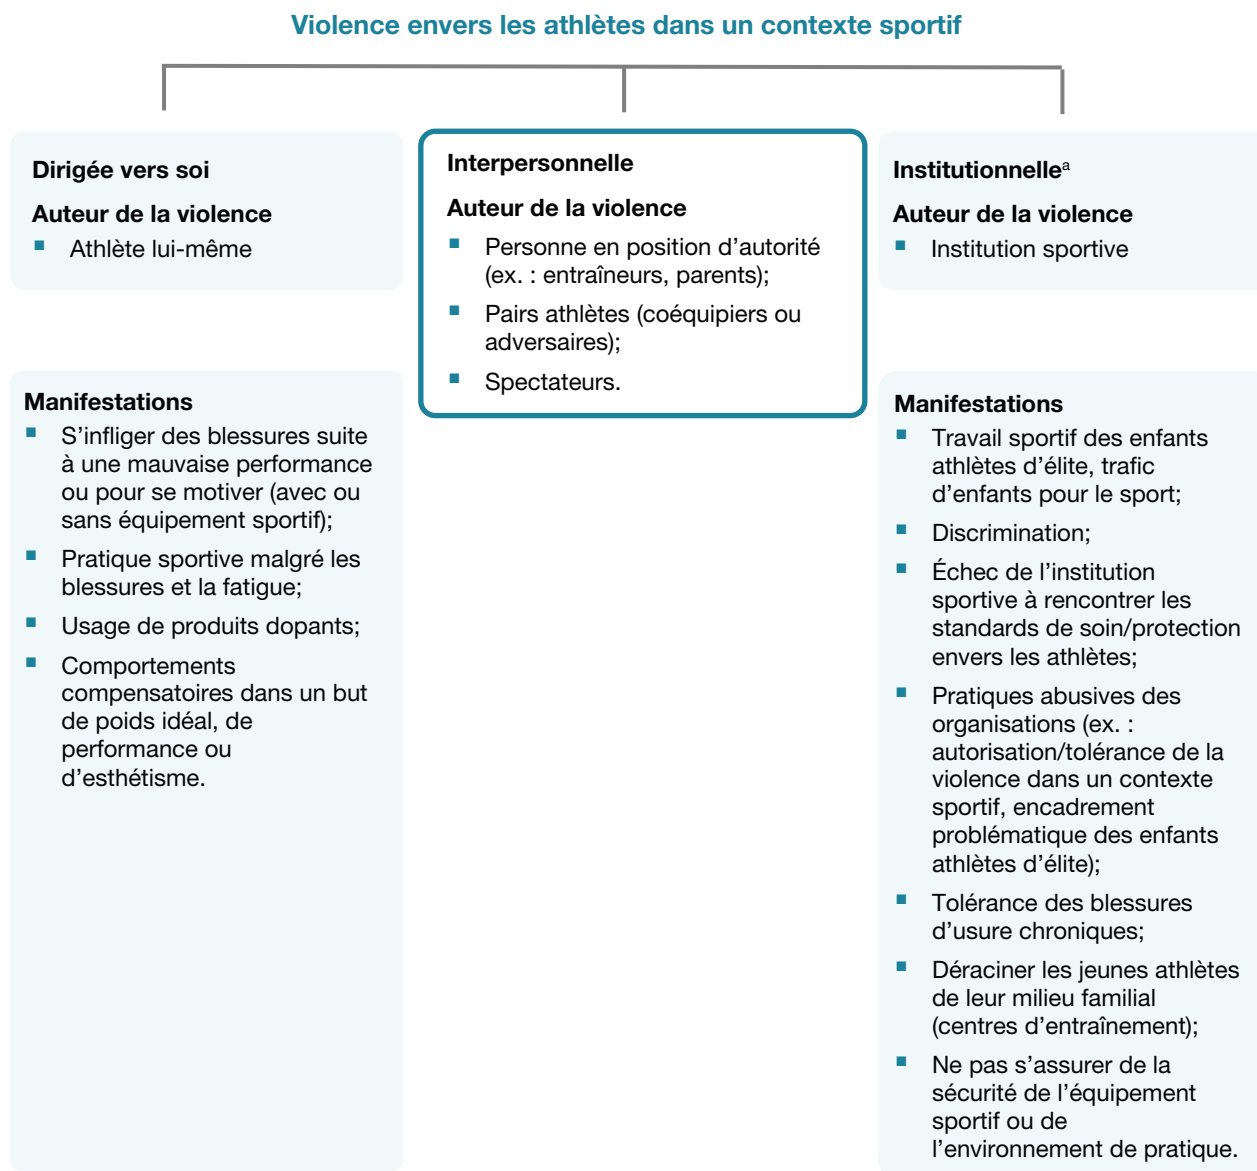 Violence envers les athlètes dans un contexte sportif
Dirigée vers soi
Auteur de la violence
■ Athlète lui-même
Interpersonnelle
Auteur de la violence
■ Personne en position d’autorité
(ex. : entraîneurs, parents);
■ Pairs athlètes (coéquipiers ou
adversaires);
■ Spectateurs.
Institutionnelleᵃ
Auteur de la violence
■ Institution sportive
Manifestations
■ S’infliger des blessures suite
à une mauvaise performance
ou pour se motiver (avec ou
sans équipement sportif);
■ Pratique sportive malgré les
blessures et la fatigue;
■ Usage de produits dopants;
■ Comportements
compensatoires dans un but
de poids idéal, de
performance ou
d’esthétisme.
Manifestations
■ Travail sportif des enfants
athlètes d’élite, trafic
d’enfants pour le sport;
■ Discrimination;
■ Échec de l’institution
sportive à rencontrer les
standards de soin/protection
envers les athlètes;
■ Pratiques abusives des
organisations (ex. :
autorisation/tolérance de la
violence dans un contexte
sportif, encadrement
problématique des enfants
athlètes d’élite);
■ Tolérance des blessures
d’usure chroniques;
■ Déraciner les jeunes athlètes
de leur milieu familial
(centres d’entraînement);
■ Ne pas s’assurer de la
sécurité de l’équipement
sportif ou de
l’environnement de pratique.